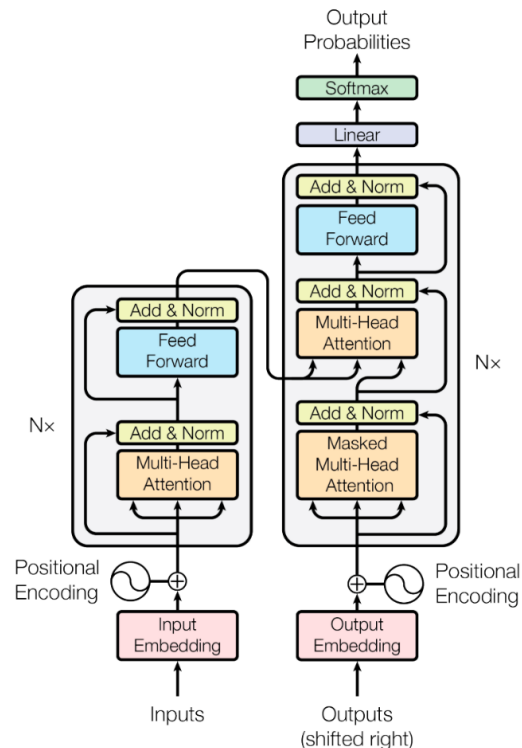 Output
Probabilities
Softmax
Linear
Add & Norm
Feed
Forward
Add & Norm
Multi-Head
Attention
Add & Norm
Masked
Multi-Head
Attention
N×
Add & Norm
Feed
Forward
Add & Norm
Multi-Head
Attention
N×
Positional
Encoding
Positional
Encoding
Input
Embedding
Output
Embedding
Inputs
Outputs
(shifted right)